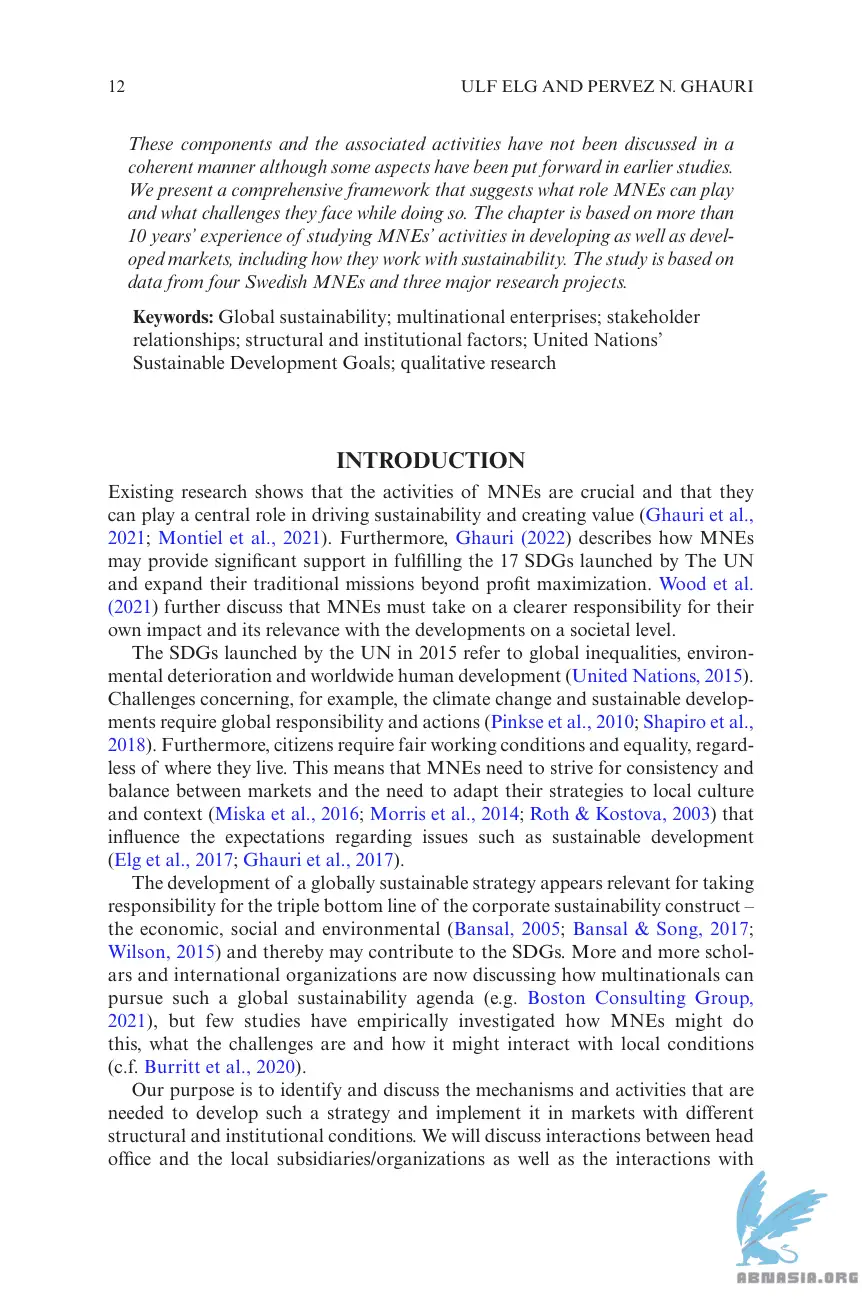 12
ULF ELG AND PERVEZ N. GHAURI
These components and the associated activities have not been discussed in a
coherent manner although some aspects have been put forward in earlier studies.
We present a comprehensive framework that suggests what role MNEs can play
and what challenges they face while doing so. The chapter is based on more than
10 years’ experience of studying MNEs’ activities in developing as well as devel-
oped markets, including how they work with sustainability. The study is based on
data from four Swedish MNEs and three major research projects.
Keywords: Global sustainability; multinational enterprises; stakeholder
relationships; structural and institutional factors; United Nations’
Sustainable Development Goals; qualitative research
INTRODUCTION
Existing research shows that the activities of MNEs are crucial and that they
can play a central role in driving sustainability and creating value (Ghauri et al.,
2021; Montiel et al., 2021). Furthermore, Ghauri (2022) describes how MNEs
may provide significant support in fulfilling the 17 SDGs launched by The UN
and expand their traditional missions beyond profit maximization. Wood et al.
(2021) further discuss that MNEs must take on a clearer responsibility for their
own impact and its relevance with the developments on a societal level.
The SDGs launched by the UN in 2015 refer to global inequalities, environ-
mental deterioration and worldwide human development (United Nations, 2015).
Challenges concerning, for example, the climate change and sustainable develop-
ments require global responsibility and actions (Pinkse et al., 2010; Shapiro et al.,
2018). Furthermore, citizens require fair working conditions and equality, regard-
less of where they live. This means that MNEs need to strive for consistency and
balance between markets and the need to adapt their strategies to local culture
and context (Miska et al., 2016; Morris et al., 2014; Roth & Kostova, 2003) that
influence the expectations regarding issues such as sustainable development
(Elg et al., 2017; Ghauri et al., 2017).
The development of a globally sustainable strategy appears relevant for taking
responsibility for the triple bottom line of the corporate sustainability construct –
the economic, social and environmental (Bansal, 2005; Bansal & Song, 2017;
Wilson, 2015) and thereby may contribute to the SDGs. More and more schol-
ars and international organizations are now discussing how multinationals can
pursue such a global sustainability agenda (e.g. Boston Consulting Group,
2021), but few studies have empirically investigated how MNEs might do
this, what the challenges are and how it might interact with local conditions
(c.f. Burritt et al., 2020).
Our purpose is to identify and discuss the mechanisms and activities that are
needed to develop such a strategy and implement it in markets with different
structural and institutional conditions. We will discuss interactions between head
office and the local subsidiaries/organizations as well as the interactions with
ABNASIA.ORG